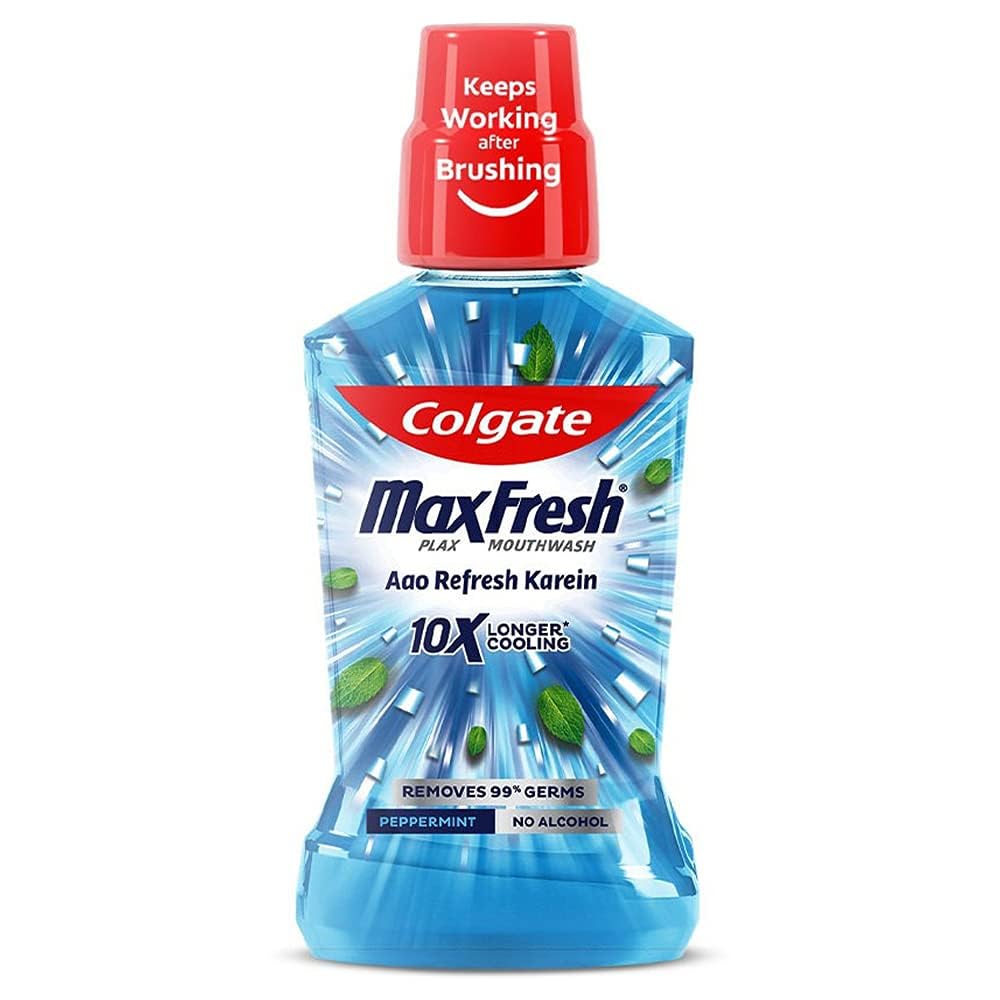 Keeps
Working
after
Brushing
Colgate
MaxFresh®
PLAX MOUTHWASH
Aao Refresh Karein
10X LONGER*
COOLING
REMOVES 99% GERMS
PEPPERMINT NO ALCOHOL